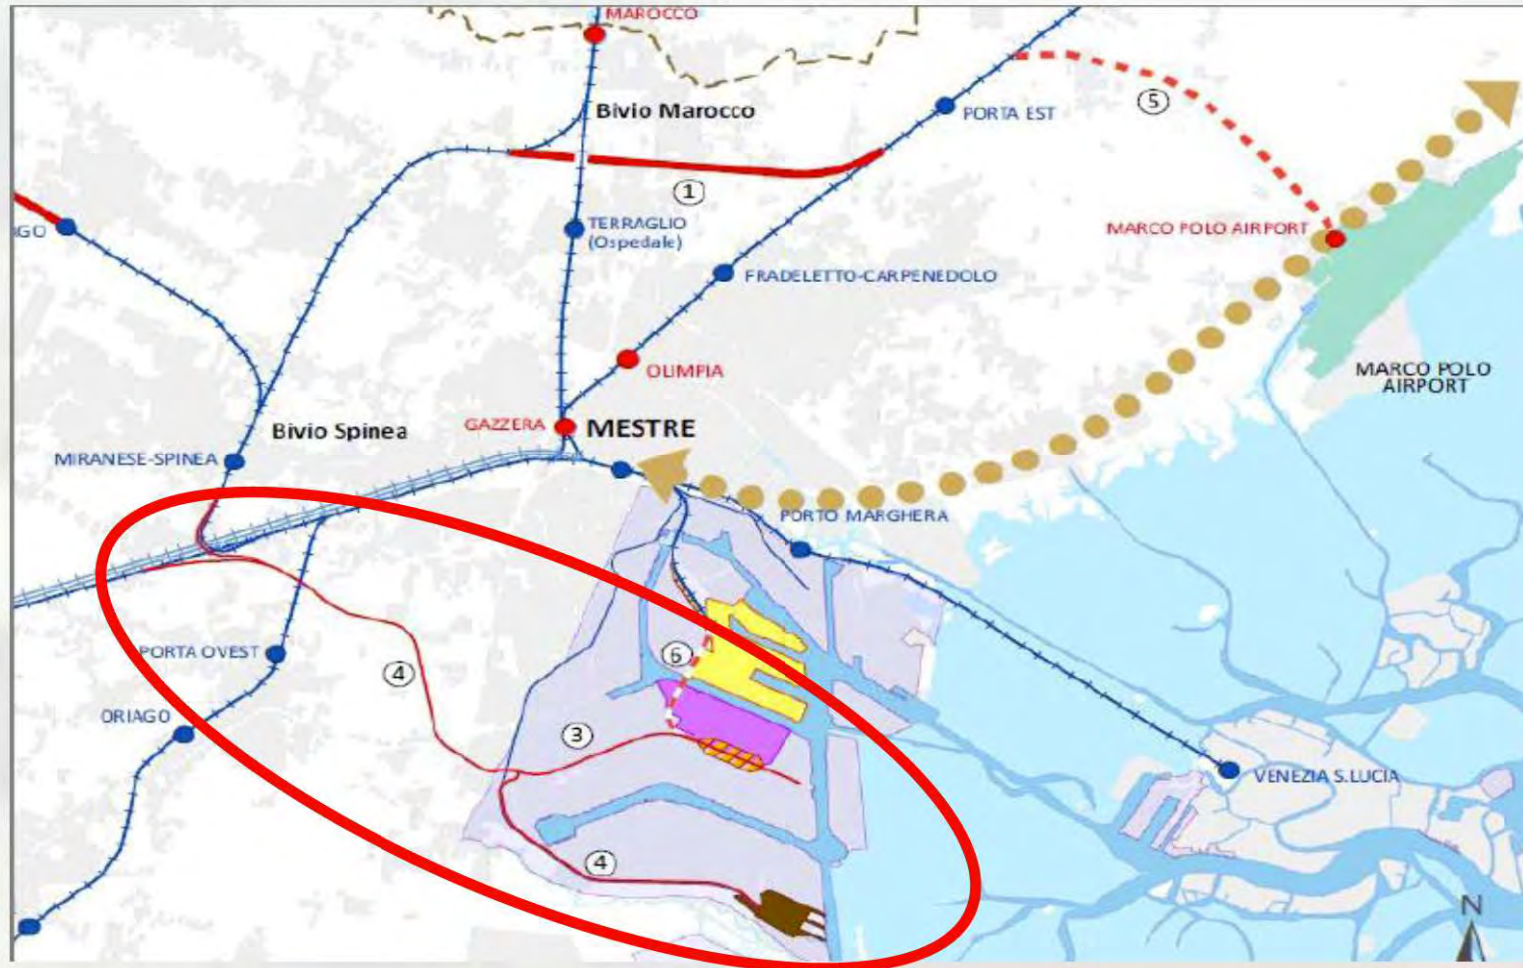 MAROCCO
Bivio Marocco
PORTA EST
5
1
TERRAGLIO
(Ospedale)
MARCO POLO AIRPORT
AGO
FRADELETTO-CARPENEDOLO
OLIMPIA
MARCO POLO
AIRPORT
GAZZERA
MESTRE
Bivio Spinea
MIRANESE-SPINEA
PORTO MARGHERA
PORTA OVEST
6
4
ORIAGO
3
VENEZIA S.LUCIA
4
N